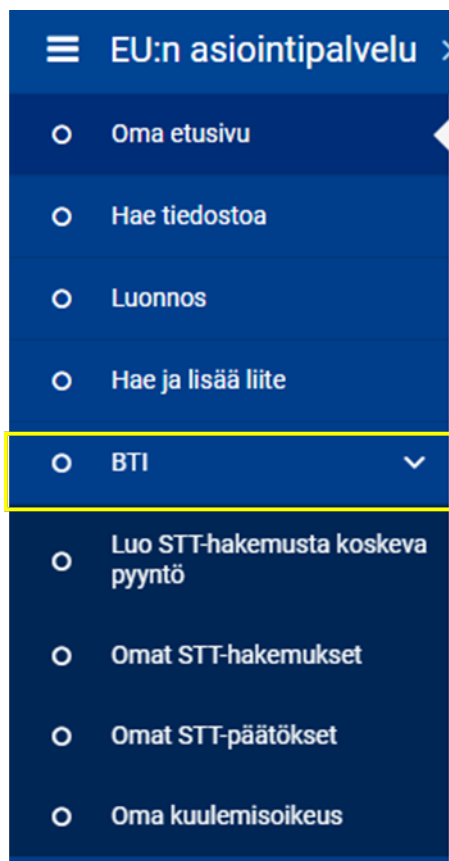 EU:n asiointipalvelu
Oma etusivu
Hae tiedostoa
Luonnos
Hae ja lisää liite
BTI
Luo STT-hakemusta koskeva
pyyntö
Omat STT-hakemukset
Omat STT-päätökset
Oma kuulemisoikeus